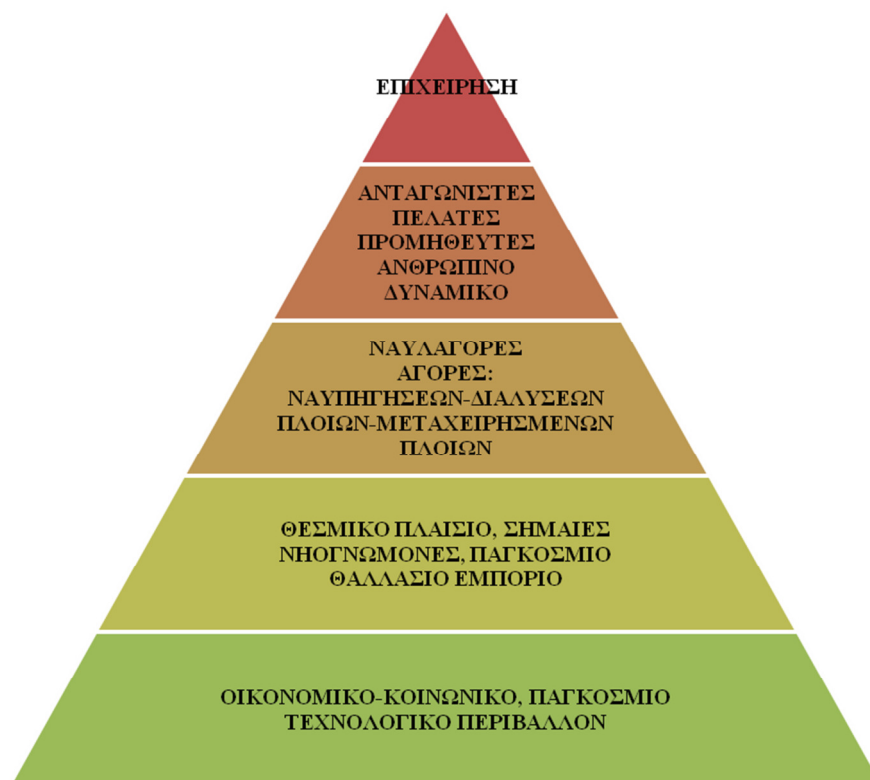 ΕΠΙΧΕΙΡΗΣΗ
ΑΝΤΑΓΩΝΙΣΤΕΣ
ΠΕΛΑΤΕΣ
ΠΡΟΜΗΘΕΥΤΕΣ
ΑΝΘΡΩΠΙΝΟ
ΔΥΝΑΜΙΚΟ
ΝΑΥΛΑΓΟΡΕΣ
ΑΓΟΡΕΣ:
ΝΑΥΠΗΓΗΣΕΩΝ-ΔΙΑΛΥΣΕΩΝ
ΠΛΟΙΩΝ-ΜΕΤΑΧΕΙΡΗΣΜΕΝΩΝ
ΠΛΟΙΩΝ
ΘΕΣΜΙΚΟ ΠΛΑΙΣΙΟ, ΣΗΜΑΙΕΣ
ΝΗΟΓΝΩΜΟΝΕΣ, ΠΑΓΚΟΣΜΙΟ
ΘΑΛΛΑΣΙΟ ΕΜΠΟΡΙΟ
ΟΙΚΟΝΟΜΙΚΟ-ΚΟΙΝΩΝΙΚΟ, ΠΑΓΚΟΣΜΙΟ
ΤΕΧΝΟΛΟΓΙΚΟ ΠΕΡΙΒΑΛΛΟΝ